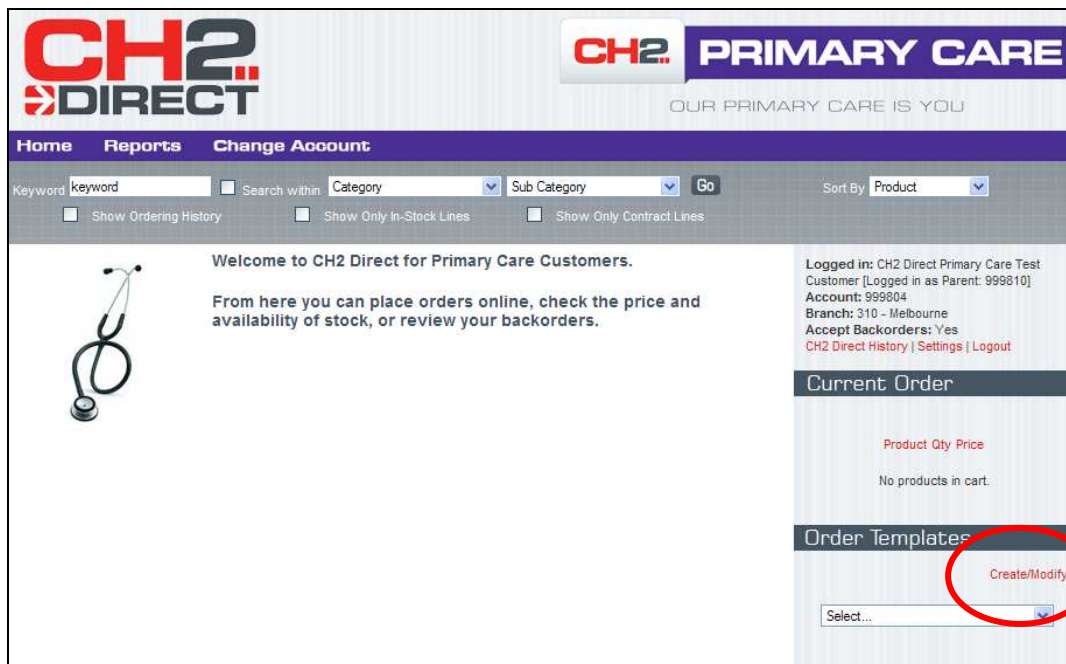 CH2..
DIRECT
CH2.. PRIMARY CARE
OUR PRIMARY CARE IS YOU
Home Reports Change Account
Keyword keyword Search within Category Sub Category Go Sort By Product
Show Ordering History Show Only In-Stock Lines Show Only Contract Lines
Welcome to CH2 Direct for Primary Care Customers.
From here you can place orders online, check the price and
availability of stock, or review your backorders.
Logged in: CH2 Direct Primary Care Test
Customer [Logged in as Parent: 999810]
Account: 999804
Branch: 310 - Melbourne
Accept Backorders: Yes
CH2 Direct History | Settings | Logout
Current Order
Product Qty Price
No products in cart.
Order Templates
Create/Modify
Select...